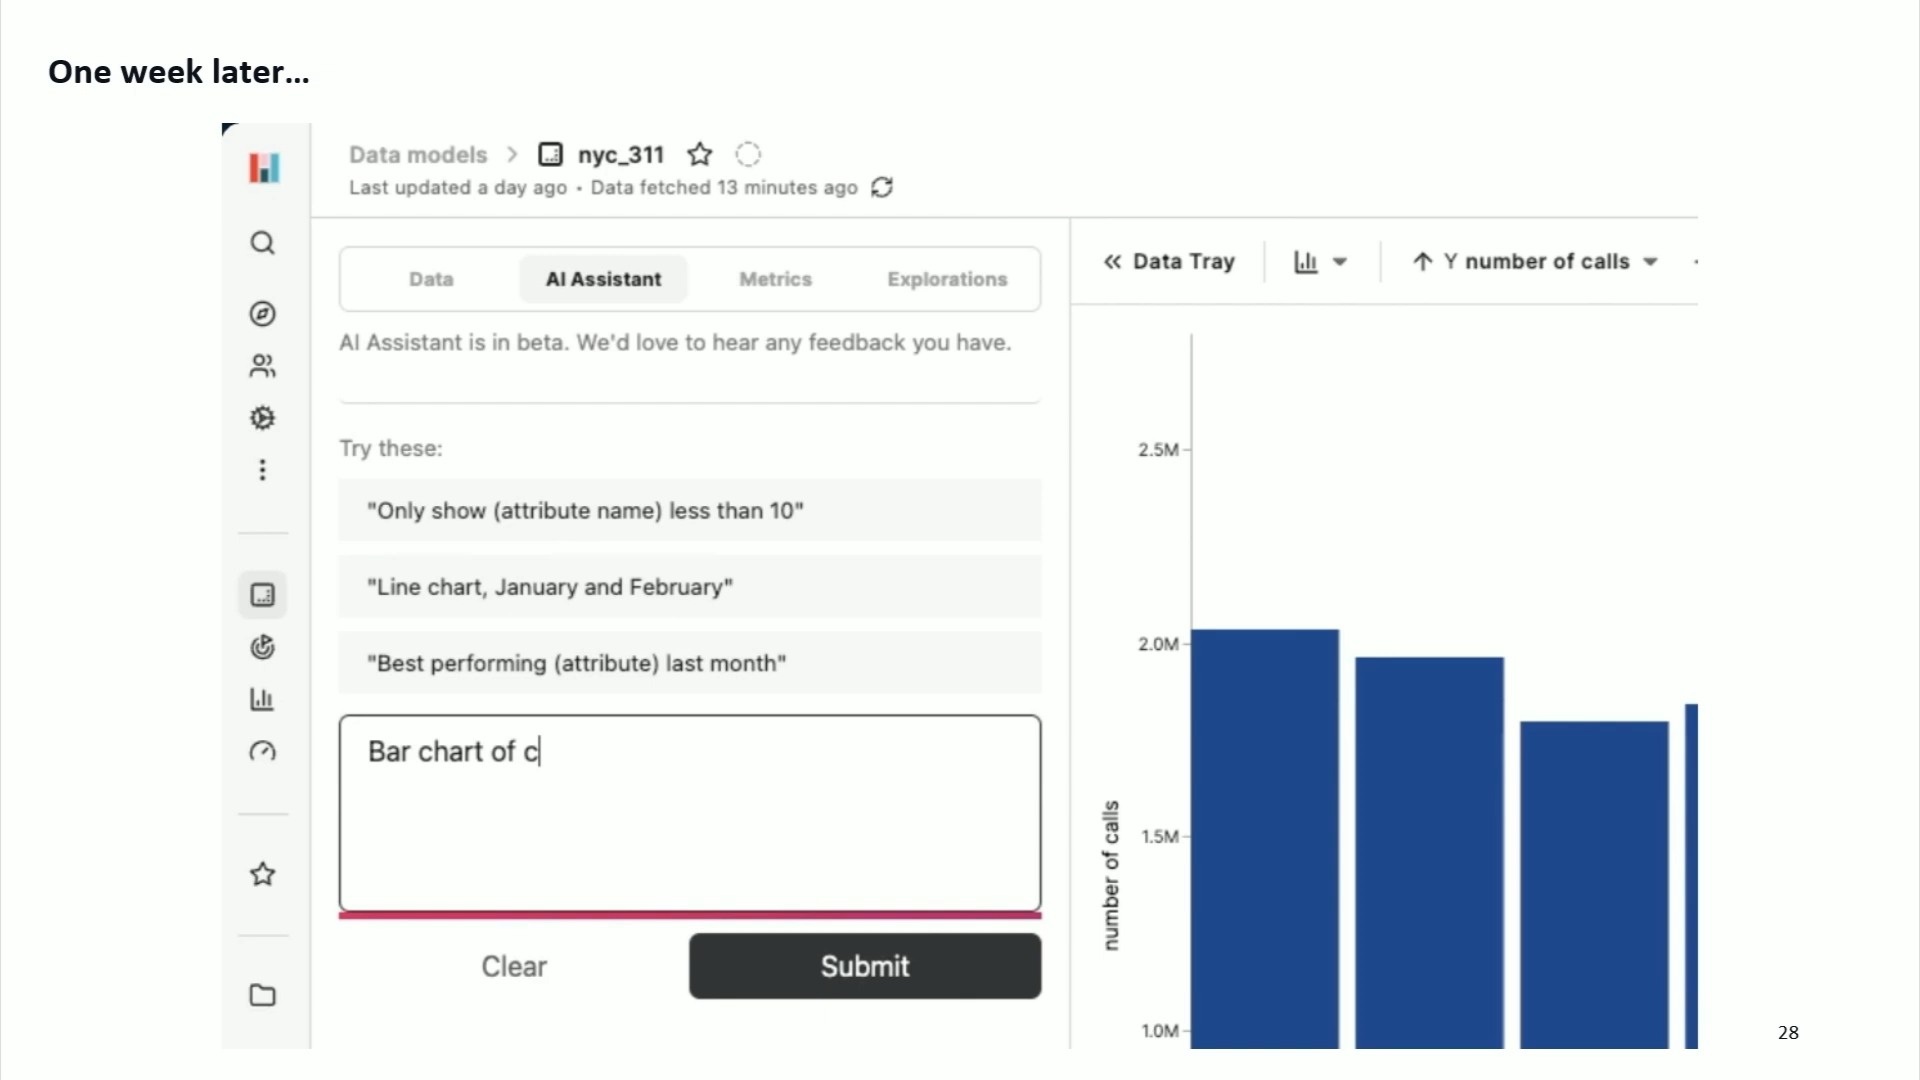 One week later...
Data models > nyc_311
Last updated a day ago • Data fetched 13 minutes ago
Data AI Assistant Metrics Explorations
AI Assistant is in beta. We'd love to hear any feedback you have.
Try these:
"Only show (attribute name) less than 10"
"Line chart, January and February"
"Best performing (attribute) last month"
Bar chart of c
Clear Submit
« Data Tray
Y number of calls
2.5M
2.0M
1.5M
1.0M
number of calls
28